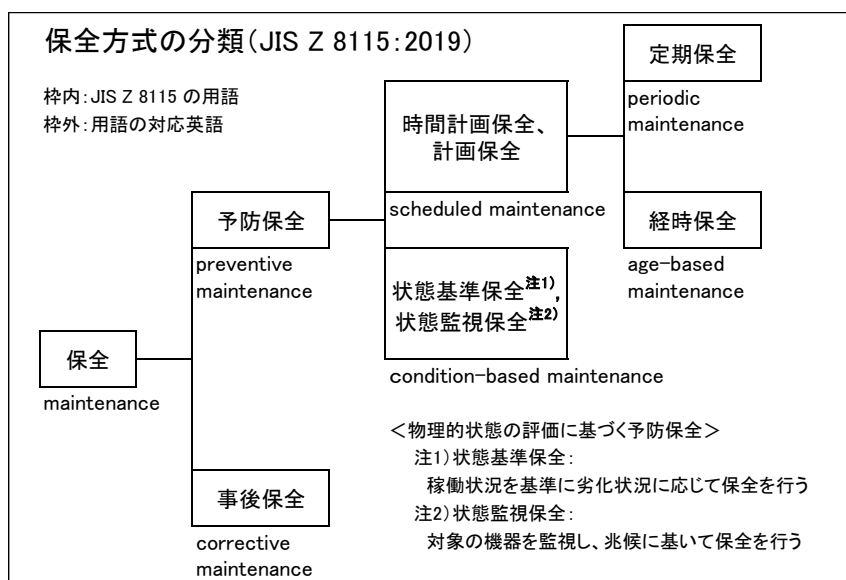 保全方式の分類(JIS Z 8115:2019)
枠内:JIS Z 8115 の用語
枠外:用語の対応英語
定期保全
periodic
maintenance
時間計画保全、
計画保全
scheduled maintenance
経時保全
age-based
maintenance
予防保全
preventive
maintenance
状態基準保全注1),
状態監視保全注2)
condition-based maintenance
保全
maintenance
事後保全
corrective
maintenance
<物理的状態の評価に基づく予防保全>
注1)状態基準保全:
稼働状況を基準に劣化状況に応じて保全を行う
注2)状態監視保全:
対象の機器を監視し、兆候に基いて保全を行う